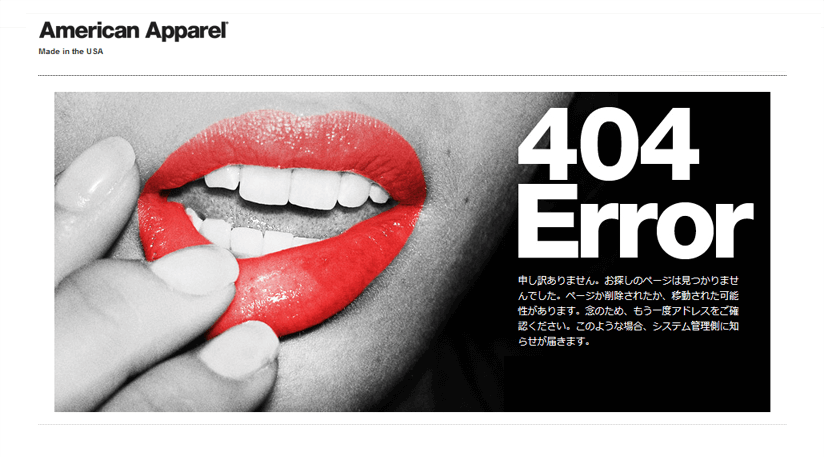 American Apparel®
Made in the USA
404
Error
申し訳ありません。お探しのページは見つかりませ
んでした。ページか削除されたか、移動された可能
性があります。念のため、もう一度アドレスをご確
認ください。このような場合、システム管理側に知
らせが届きます。